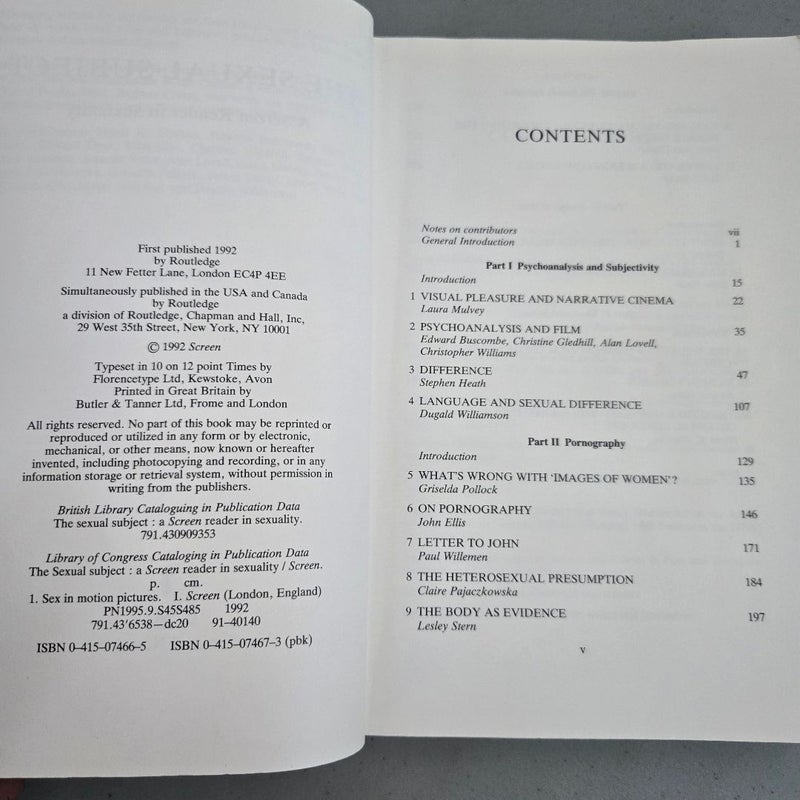 First published 1992
by Routledge
11 New Fetter Lane, London EC4P 4EE
Simultaneously published in the USA and Canada
by Routledge
a division of Routledge, Chapman and Hall, Inc,
29 West 35th Street, New York, NY 10001
© 1992 Screen
Typeset in 10 on 12 point Times by
Florencetype Ltd, Kewstoke, Avon
Printed in Great Britain by
Butler & Tanner Ltd, Frome and London
All rights reserved. No part of this book may be reprinted or
reproduced or utilized in any form or by electronic,
mechanical, or other means, now known or hereafter
invented, including photocopying and recording, or in any
information storage or retrieval system, without permission in
writing from the publishers.
British Library Cataloguing in Publication Data
The sexual subject : a Screen reader in sexuality.
791.430909353
Library of Congress Cataloging in Publication Data
The Sexual subject : a Screen reader in sexuality / Screen.
p. cm.
1. Sex in motion pictures. I. Screen (London, England)
PN1995.9.S45S485 1992
791.43'6538—dc20 91–40140
ISBN 0–415–07466–5 ISBN 0–415–07467–3 (pbk)
CONTENTS
Notes on contributors vii
General Introduction 1
Part I Psychoanalysis and Subjectivity
Introduction 15
1 VISUAL PLEASURE AND NARRATIVE CINEMA 22
Laura Mulvey
2 PSYCHOANALYSIS AND FILM 35
Edward Buscombe, Christine Gledhill, Alan Lovell,
Christopher Williams
3 DIFFERENCE 47
Stephen Heath
4 LANGUAGE AND SEXUAL DIFFERENCE 107
Dugald Williamson
Part II Pornography
Introduction 129
5 WHAT'S WRONG WITH 'IMAGES OF WOMEN'? 135
Griselda Pollock
6 ON PORNOGRAPHY 146
John Ellis
7 LETTER TO JOHN 171
Paul Willemen
8 THE HETEROSEXUAL PRESUMPTION 184
Claire Pajaczkowska
9 THE BODY AS EVIDENCE 197
Lesley Stern
v